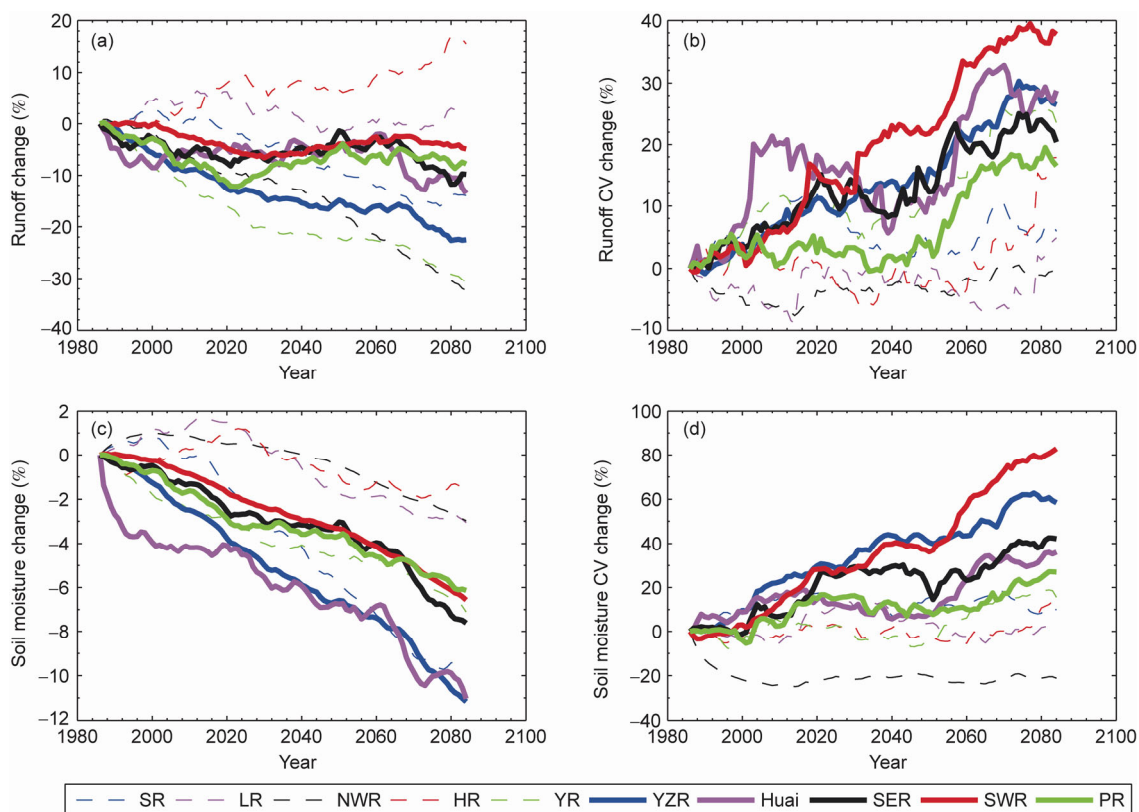 (a)
Runoff change (%)
20
10
0
−10
−20
−30
−40
1980 2000 2020 2040 2060 2080 2100
Year
(b)
Runoff CV change (%)
40
30
20
10
0
−10
1980 2000 2020 2040 2060 2080 2100
Year
(c)
Soil moisture change (%)
2
0
−2
−4
−6
−8
−10
−12
1980 2000 2020 2040 2060 2080 2100
Year
(d)
Soil moisture CV change (%)
100
80
60
40
20
0
−20
−40
1980 2000 2020 2040 2060 2080 2100
Year
SR LR NWR HR YR YZR Huai SER SWR PR